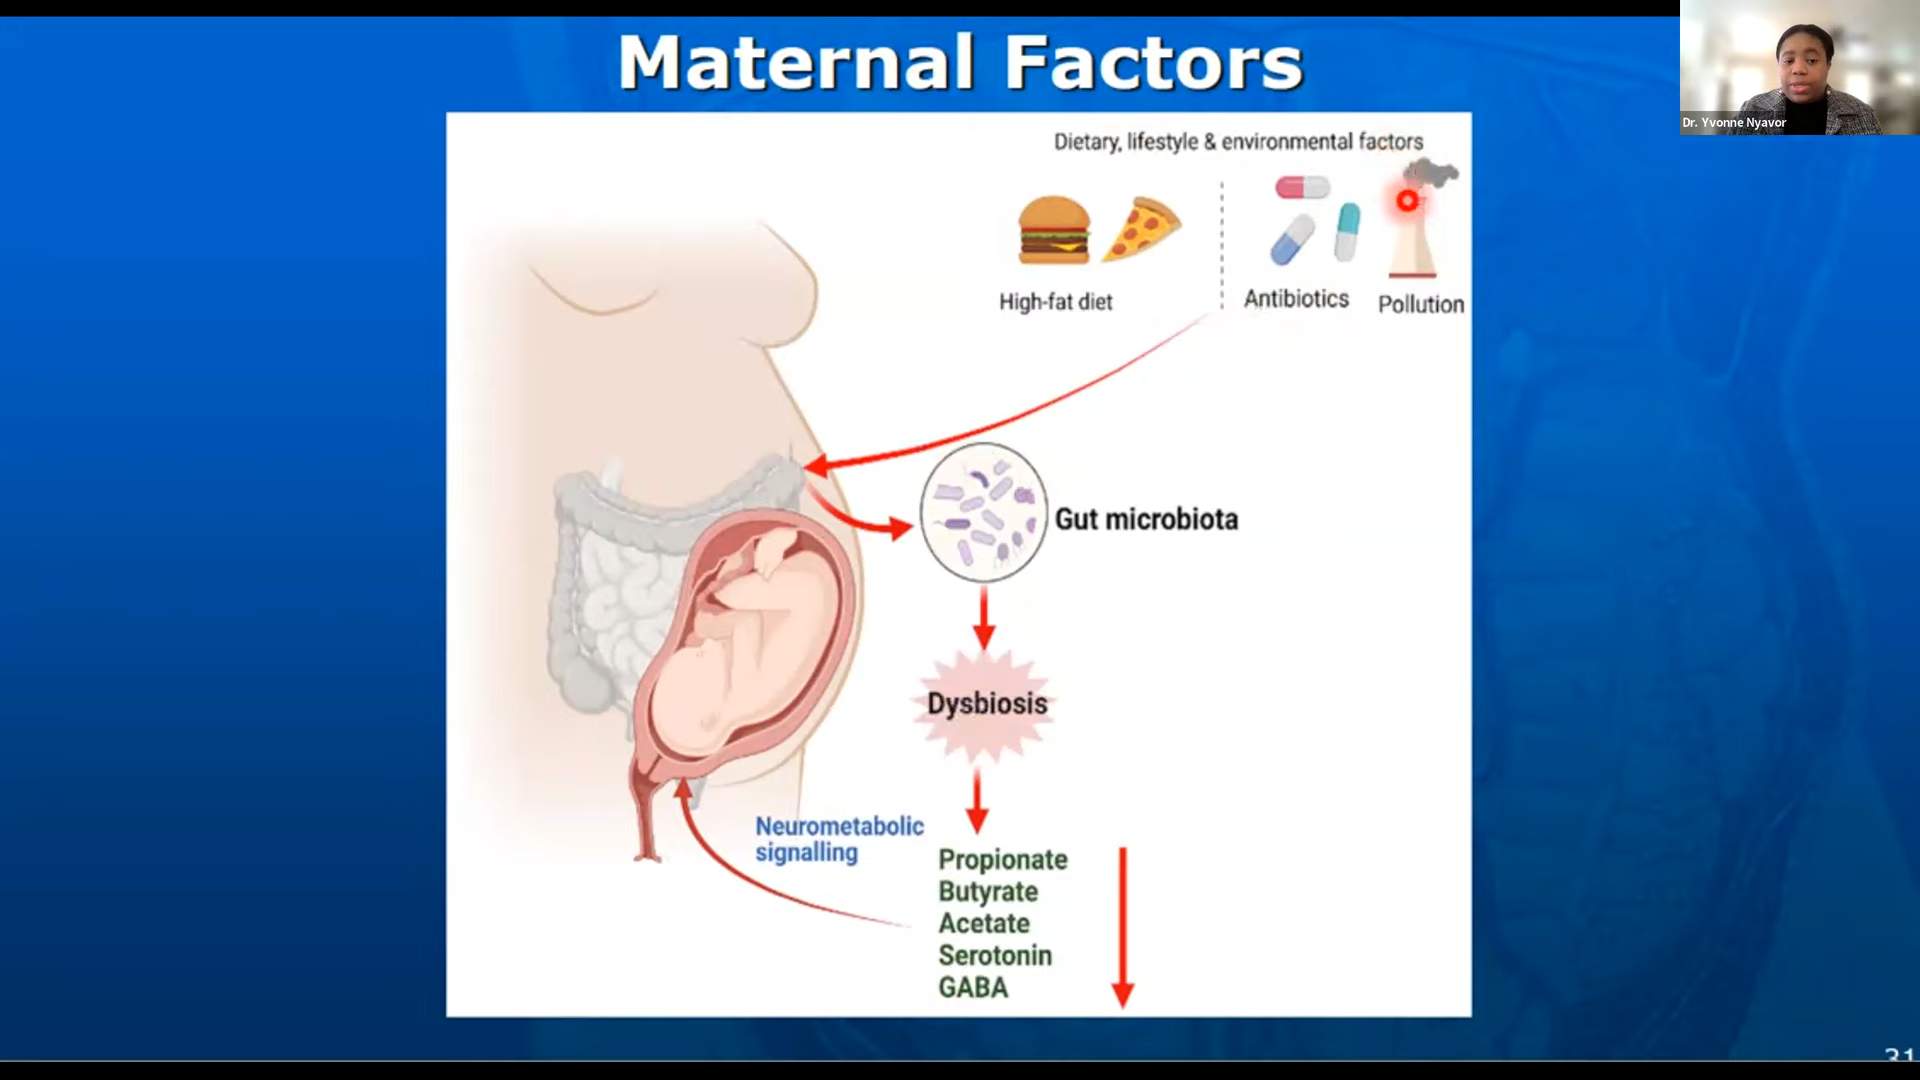 Maternal Factors
Dr. Yvonne Nyavor
Dietary, lifestyle & environmental factors
High-fat diet
Antibiotics
Pollution
Gut microbiota
Dysbiosis
Neurometabolic
signalling
Propionate
Butyrate
Acetate
Serotonin
GABA
31